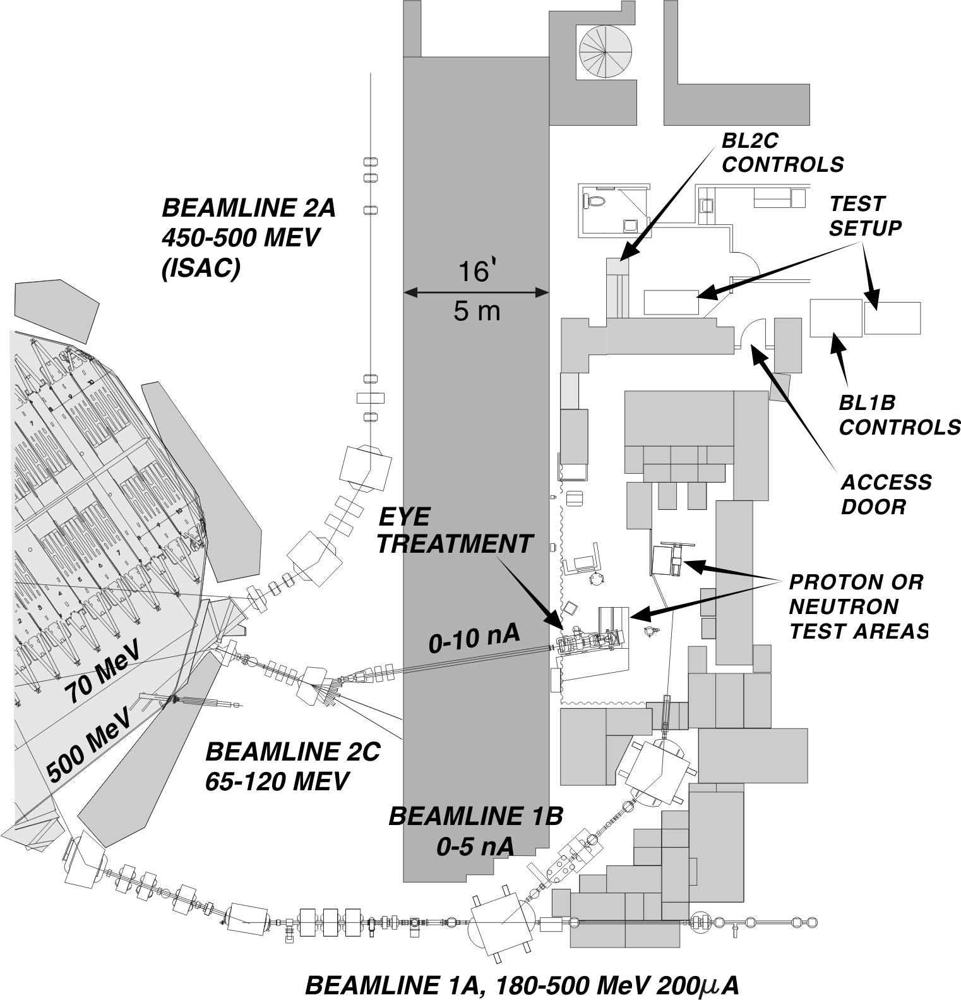 BL2C
CONTROLS
TEST
SETUP
BEAMLINE 2A
450-500 MEV
(ISAC)
16'
5 m
BL1B
CONTROLS
ACCESS
DOOR
EYE
TREATMENT
PROTON OR
NEUTRON
TEST AREAS
0-10 nA
70 MeV
500 MeV
BEAMLINE 2C
65-120 MEV
BEAMLINE 1B
0-5 nA
BEAMLINE 1A, 180-500 MeV 200μA